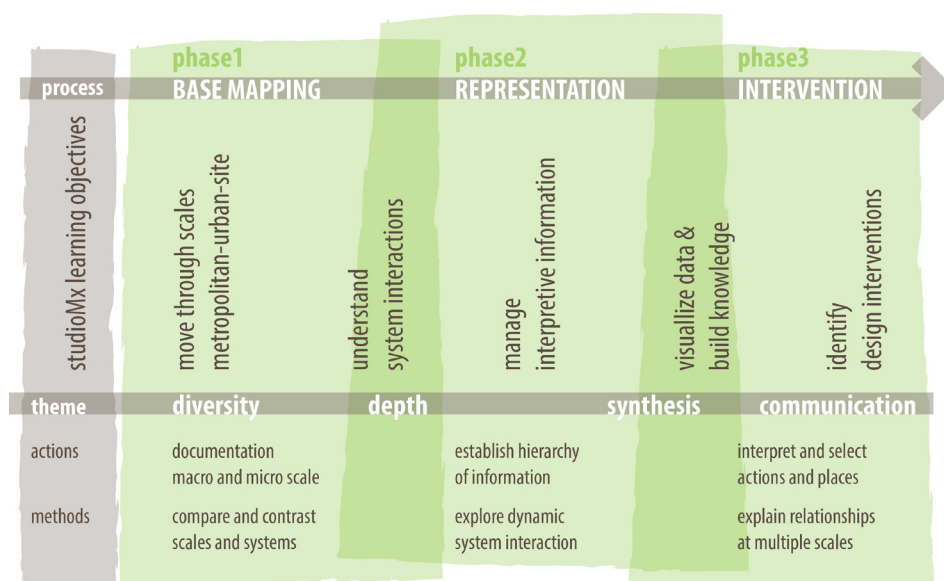 phase1
phase2
phase3
process
BASE MAPPING
REPRESENTATION
INTERVENTION
studioMx learning objectives
move through scales
metropolitan-urban-site
understand
system interactions
manage
interpretive information
visuallize data &
build knowledge
identify
design interventions
theme
diversity
depth
synthesis
communication
actions
documentation
macro and micro scale
establish hierarchy
of information
interpret and select
actions and places
methods
compare and contrast
scales and systems
explore dynamic
system interaction
explain relationships
at multiple scales